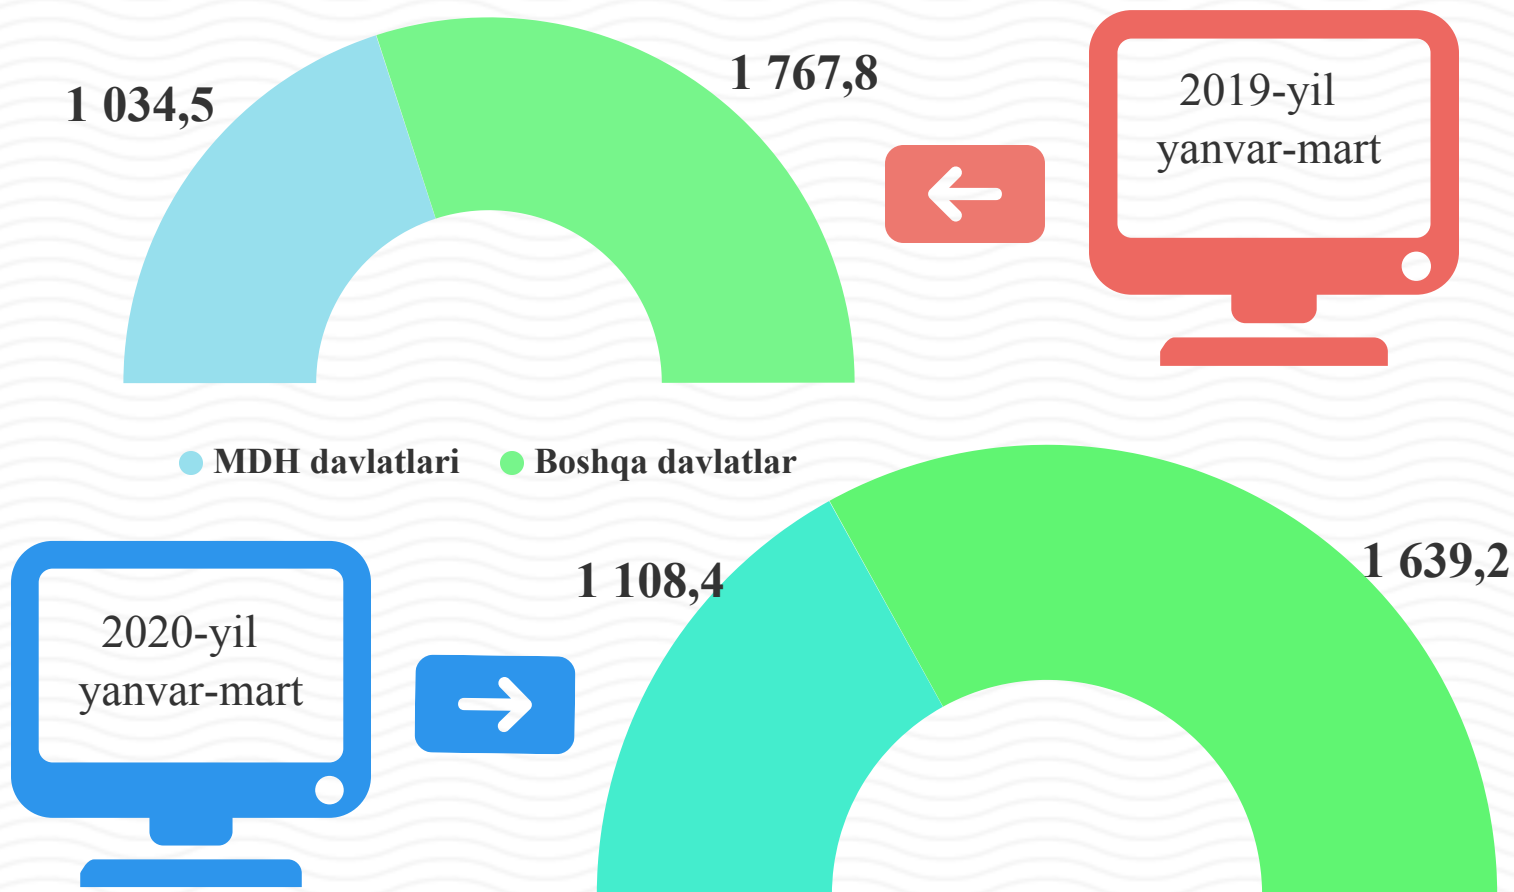 1 034,5
1 767,8
2019-yil
yanvar-mart
MDH davlatlari
Boshqa davlatlar
2020-yil
yanvar-mart
1 108,4
1 639,2